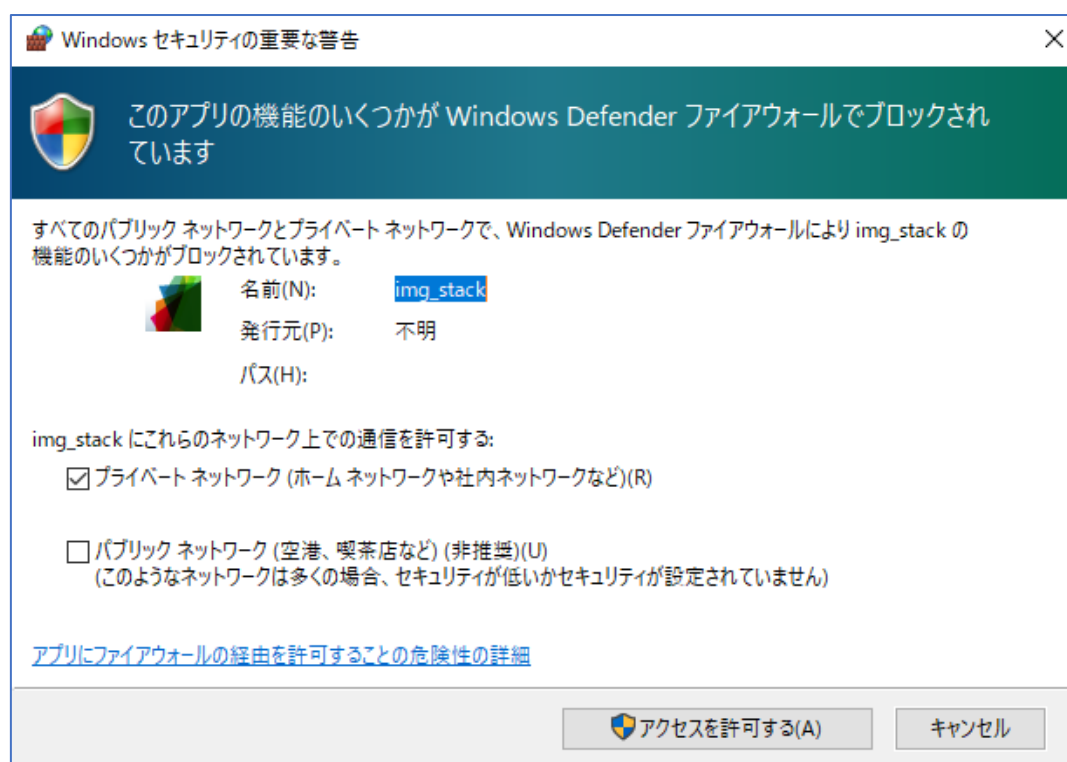 Windows セキュリティの重要な警告
このアプリの機能のいくつかが Windows Defender ファイアウォールでブロックされ
ています
すべてのパブリック ネットワークとプライベート ネットワークで、Windows Defender ファイアウォールにより img_stack の
機能のいくつかがブロックされています。
名前(N): img_stack
発行元(P): 不明
パス(H):
img_stack にこれらのネットワーク上での通信を許可する:
プライベート ネットワーク (ホーム ネットワークや社内ネットワークなど)(R)
パブリック ネットワーク (空港、喫茶店など) (非推奨)(U)
(このようなネットワークは多くの場合、セキュリティが低いかセキュリティが設定されていません)
アプリにファイアウォールの経由を許可することの危険性の詳細
アクセスを許可する(A) キャンセル